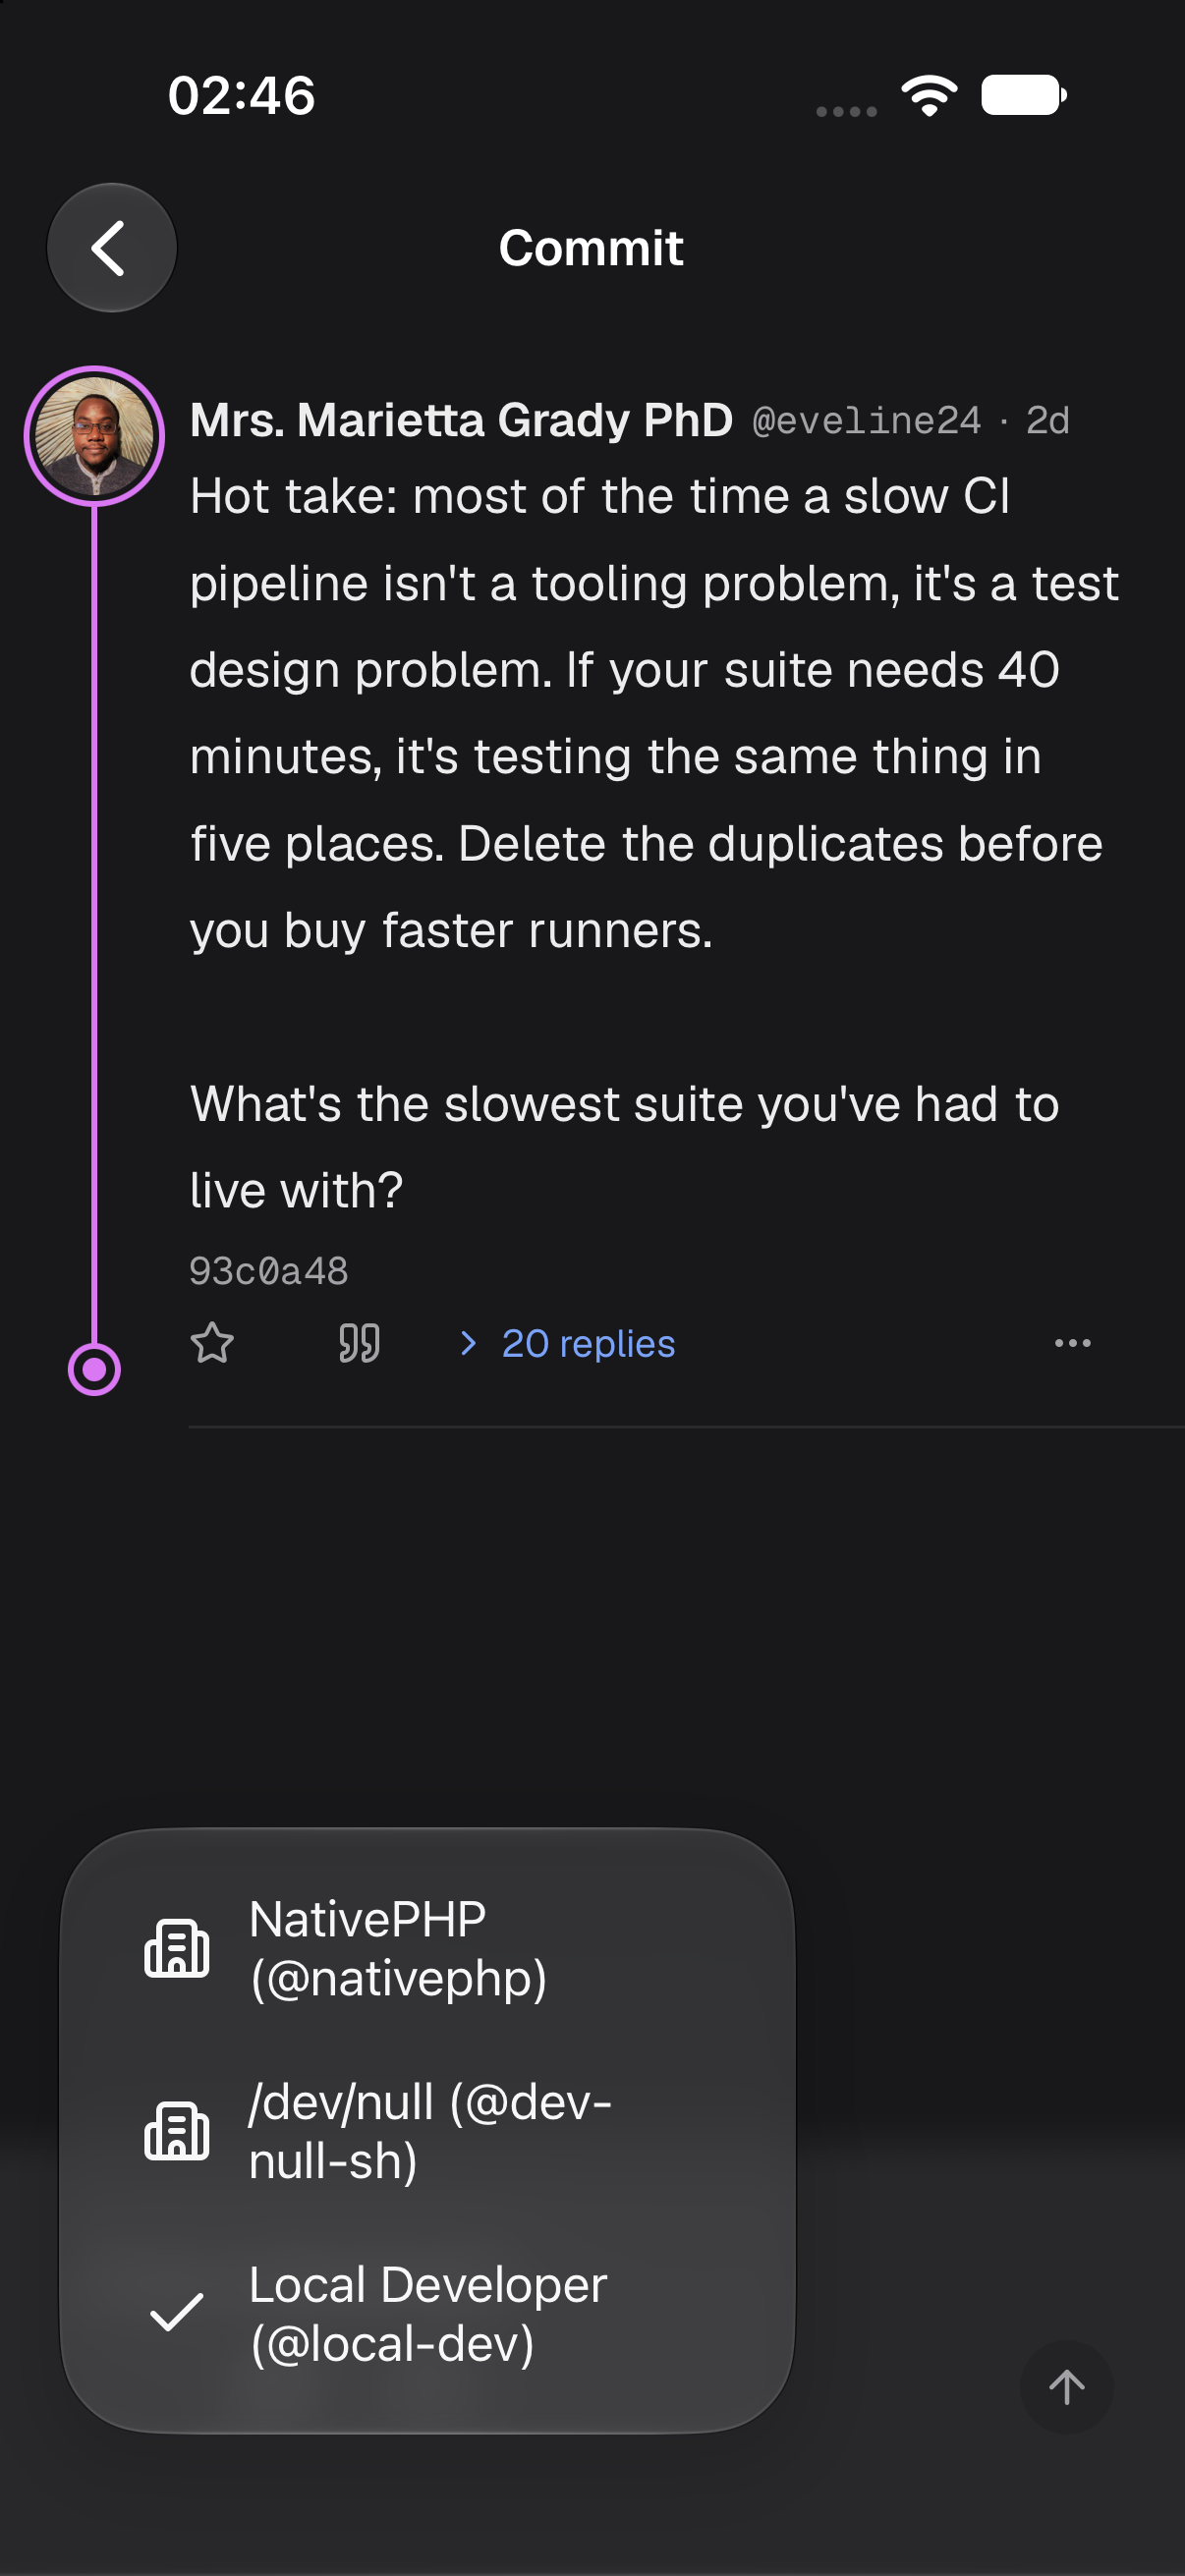 02:46
Commit
Mrs. Marietta Grady PhD @eveline24 · 2d
Hot take: most of the time a slow CI
pipeline isn't a tooling problem, it's a test
design problem. If your suite needs 40
minutes, it's testing the same thing in
five places. Delete the duplicates before
you buy faster runners.
What's the slowest suite you've had to
live with?
93c0a48
20 replies
NativePHP
(@nativephp)
/dev/null (@dev-
null-sh)
Local Developer
(@local-dev)